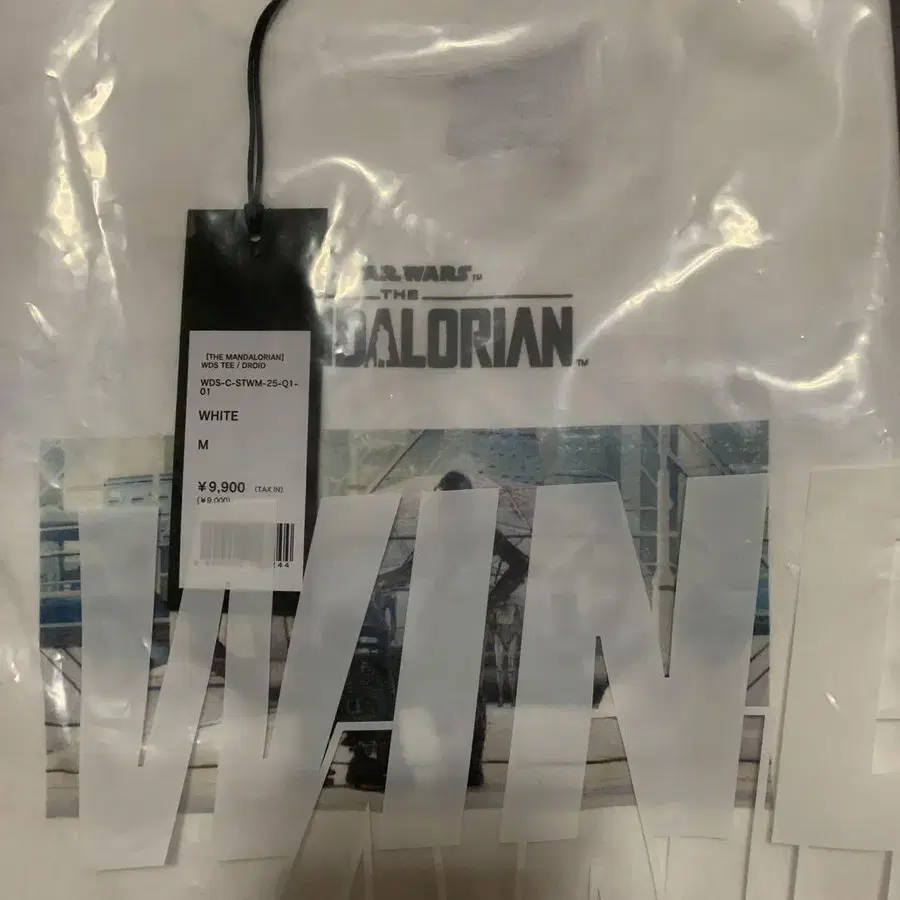 STAR WARS™
THE
MANDALORIAN™
[THE MANDALORIAN]
WDS TEE / DROID
WDS-C-STWM-25-Q1-
01
WHITE
M
¥9,900 (TAX IN)
(¥9,000)
244
WIN